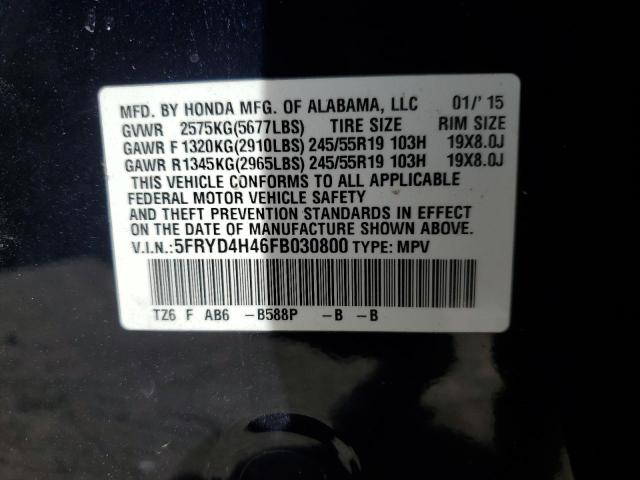 MFD. BY HONDA MFG. OF ALABAMA, LLC 01/'15
GVWR 2575KG(5677LBS) TIRE SIZE RIM SIZE
GAWR F 1320KG(2910LBS) 245/55R19 103H 19X8.0J
GAWR R1345KG(2965LBS) 245/55R19 103H 19X8.0J
THIS VEHICLE CONFORMS TO ALL APPLICABLE
FEDERAL MOTOR VEHICLE SAFETY
AND THEFT PREVENTION STANDARDS IN EFFECT
ON THE DATE OF MANUFACTURE SHOWN ABOVE.
V.I.N.:5FRYD4H46FB030800 TYPE: MPV
TZ6 F AB6 -B588P -B -B